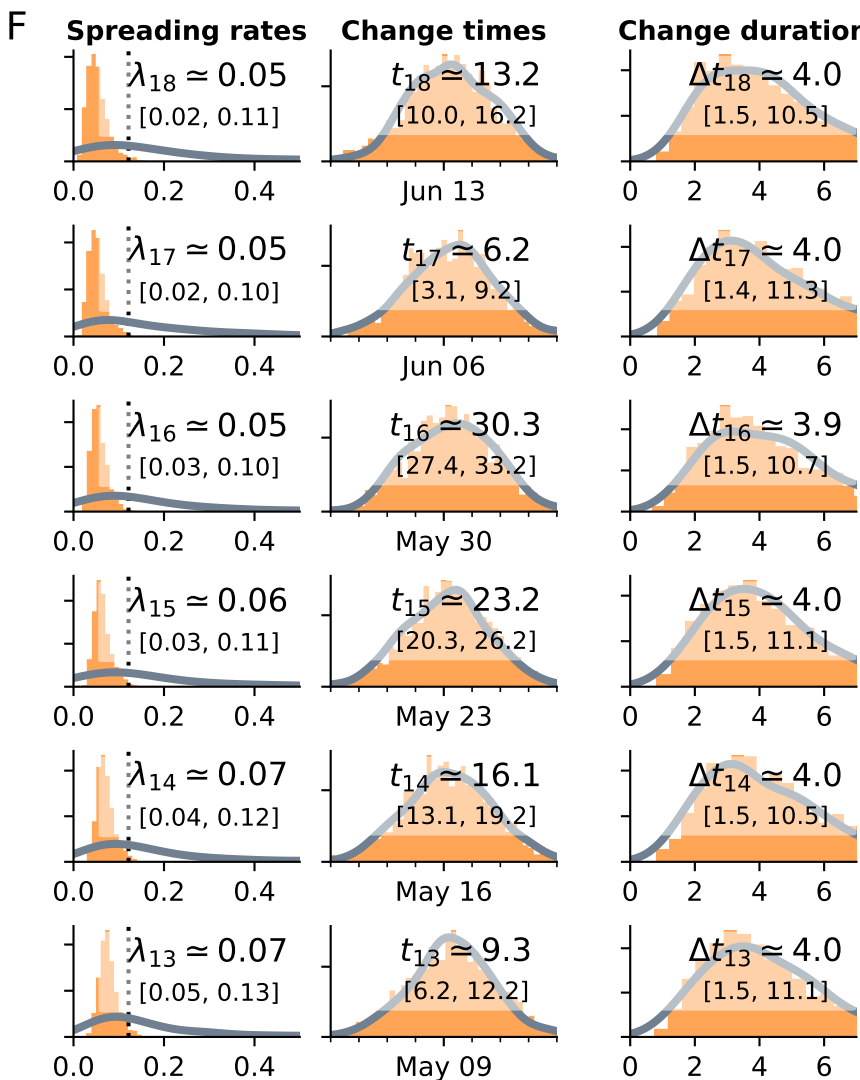 F
Spreading rates Change times Change duration
λ18 ≃ 0.05 t18 ≃ 13.2 Δt18 ≃ 4.0
[0.02, 0.11] [10.0, 16.2] [1.5, 10.5]
0.0 0.2 0.4 Jun 13 0 2 4 6
λ17 ≃ 0.05 t17 ≃ 6.2 Δt17 ≃ 4.0
[0.02, 0.10] [3.1, 9.2] [1.4, 11.3]
0.0 0.2 0.4 Jun 06 0 2 4 6
λ16 ≃ 0.05 t16 ≃ 30.3 Δt16 ≃ 3.9
[0.03, 0.10] [27.4, 33.2] [1.5, 10.7]
0.0 0.2 0.4 May 30 0 2 4 6
λ15 ≃ 0.06 t15 ≃ 23.2 Δt15 ≃ 4.0
[0.03, 0.11] [20.3, 26.2] [1.5, 11.1]
0.0 0.2 0.4 May 23 0 2 4 6
λ14 ≃ 0.07 t14 ≃ 16.1 Δt14 ≃ 4.0
[0.04, 0.12] [13.1, 19.2] [1.5, 10.5]
0.0 0.2 0.4 May 16 0 2 4 6
λ13 ≃ 0.07 t13 ≃ 9.3 Δt13 ≃ 4.0
[0.05, 0.13] [6.2, 12.2] [1.5, 11.1]
0.0 0.2 0.4 May 09 0 2 4 6